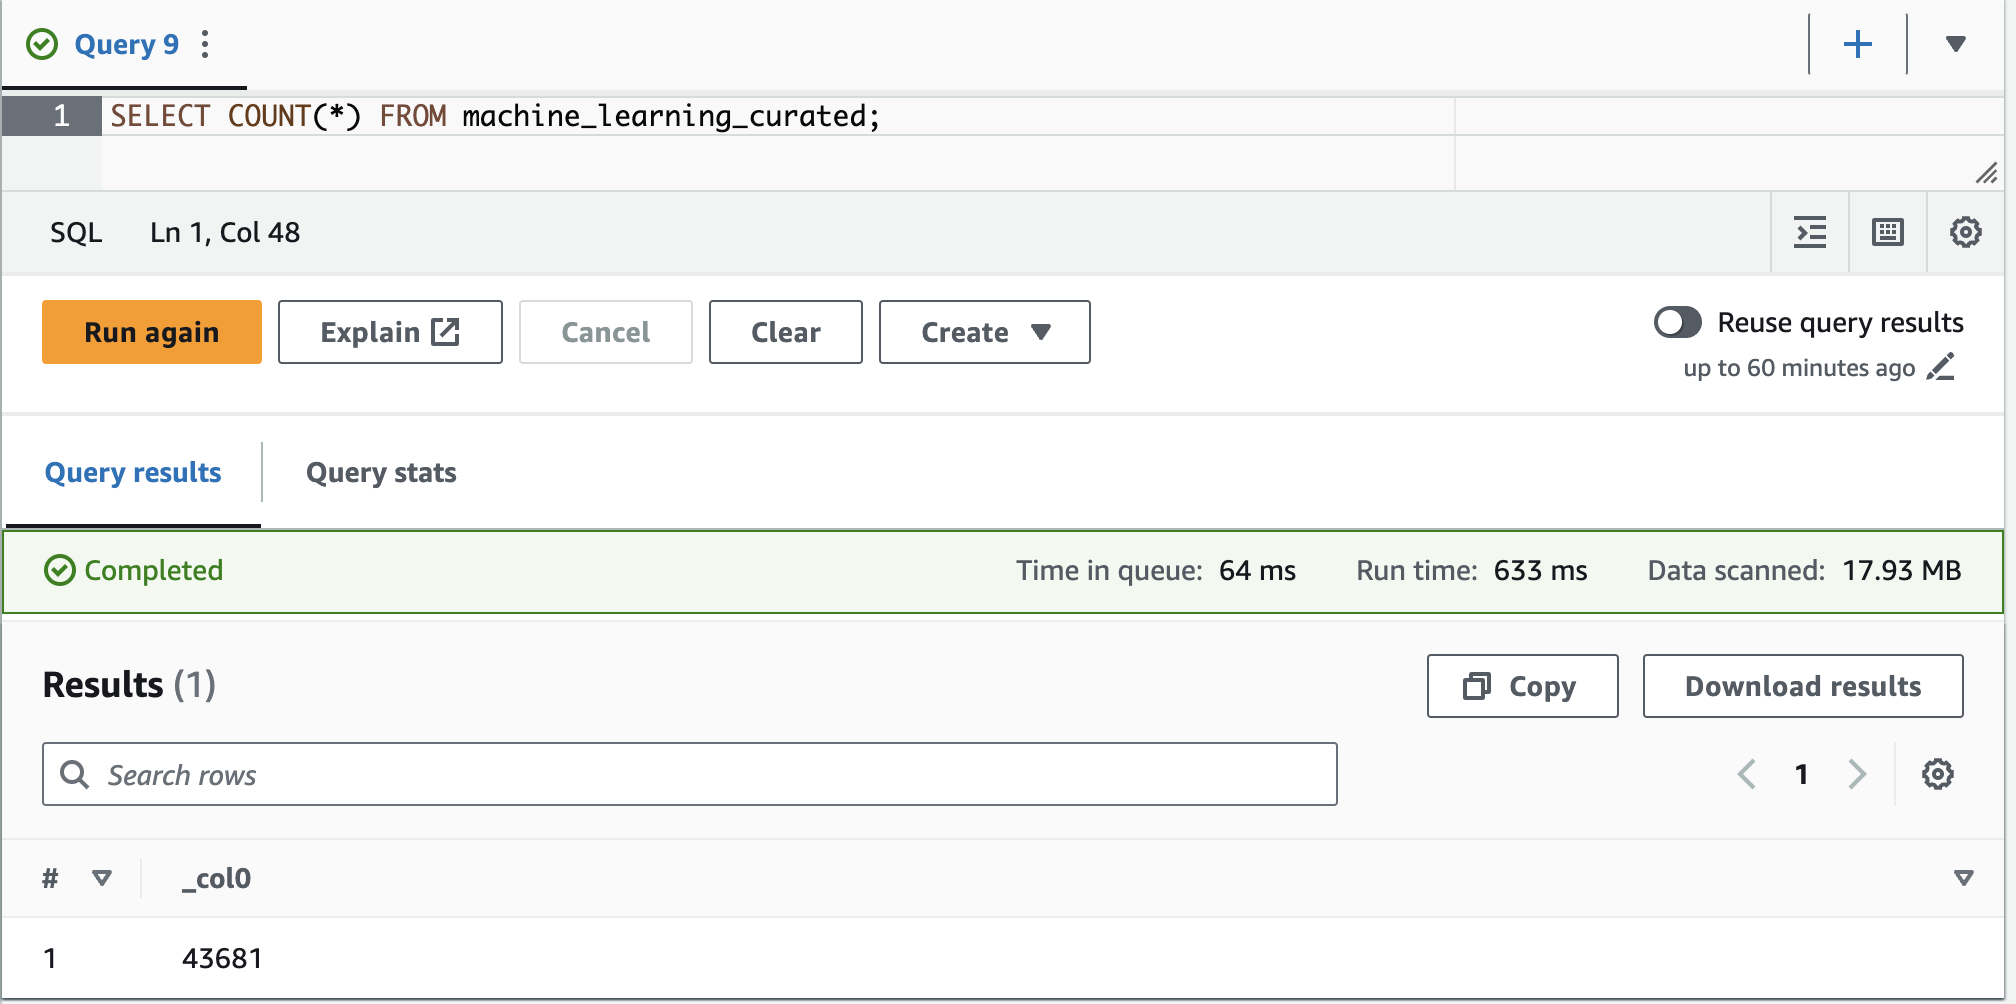 Query 9
1 SELECT COUNT(*) FROM machine_learning_curated;
SQL Ln 1, Col 48
Run again Explain Cancel Clear Create Reuse query results
up to 60 minutes ago
Query results Query stats
Completed Time in queue: 64 ms Run time: 633 ms Data scanned: 17.93 MB
Results (1) Copy Download results
Search rows 1
# _col0
1 43681